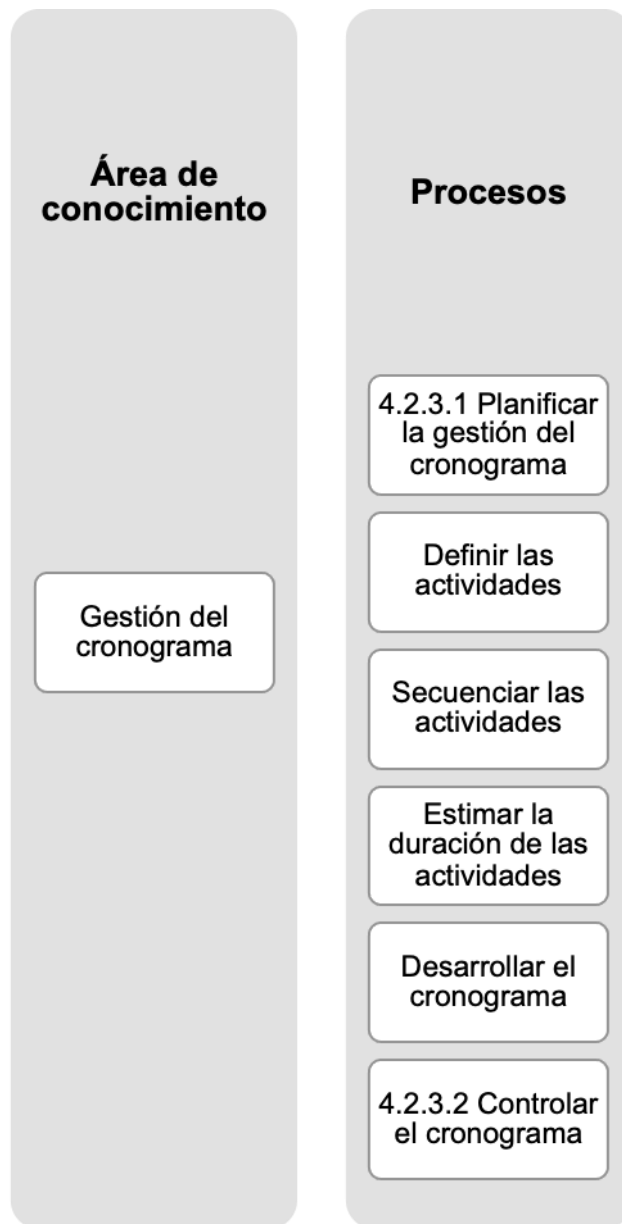 Área de
conocimiento
Gestión del
cronograma
Procesos
4.2.3.1 Planificar
la gestión del
cronograma
Definir las
actividades
Secuenciar las
actividades
Estimar la
duración de las
actividades
Desarrollar el
cronograma
4.2.3.2 Controlar
el cronograma